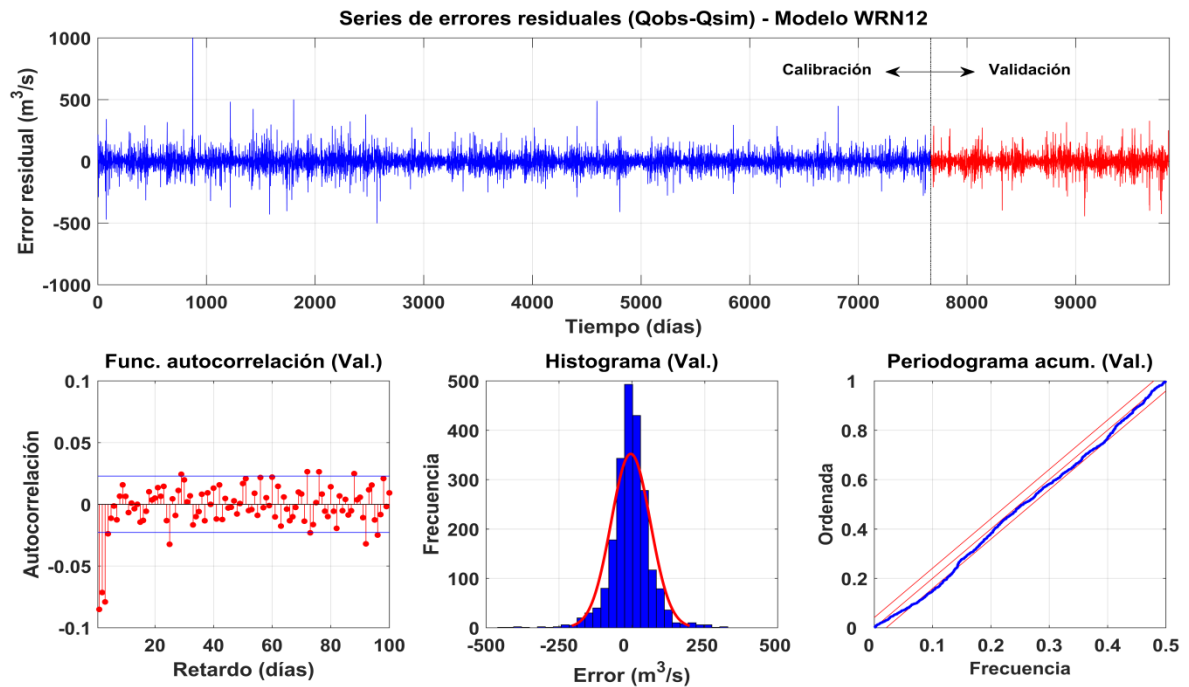 Series de errores residuales (Qobs-Qsim) - Modelo WRN12
Error residual (m³/s)
1000
500
0
-500
-1000
Calibración
Validación
0 1000 2000 3000 4000 5000 6000 7000 8000 9000
Tiempo (días)
Func. autocorrelación (Val.)
Autocorrelación
0.1
0.05
0
-0.05
-0.1
20 40 60 80 100
Retardo (días)
Histograma (Val.)
Frecuencia
500
400
300
200
100
0
-500 -250 0 250 500
Error (m³/s)
Periodograma acum. (Val.)
Ordenada
1
0.8
0.6
0.4
0.2
0
0 0.1 0.2 0.3 0.4 0.5
Frecuencia